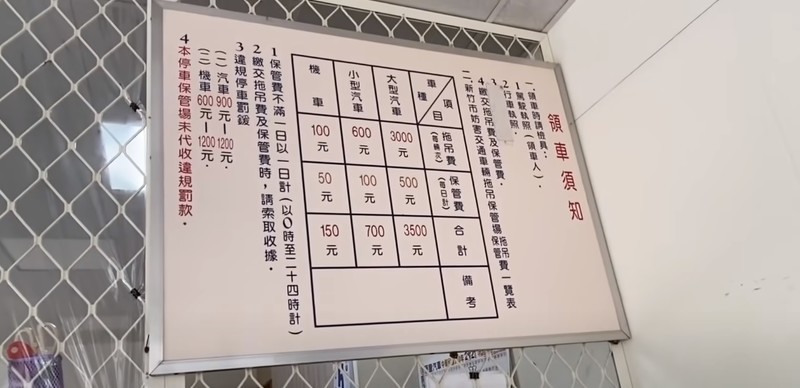 領車須知
一、領車時請檢具：
1 駕駛執照（領車人）．
2 行車執照．
3
4 繳交拖吊費及保管費．
二、新竹市妨害交通車輛拖吊保管場保管拖吊費一覽表
項目 車種 拖吊費（每輛次） 保管費（每日計） 合計 備考
大型汽車 3000元 500元 3500元
小型汽車 600元 100元 700元
機車 100元 50元 150元
1 保管費不滿一日以一日計（以0時至二十四時計）
2 繳交拖吊費及保管費時，請索取收據．
3 違規停車罰鍰
（一）汽車900元－1200元．
（二）機車600元－1200元．
4 本停車保管場未代收違規罰款．